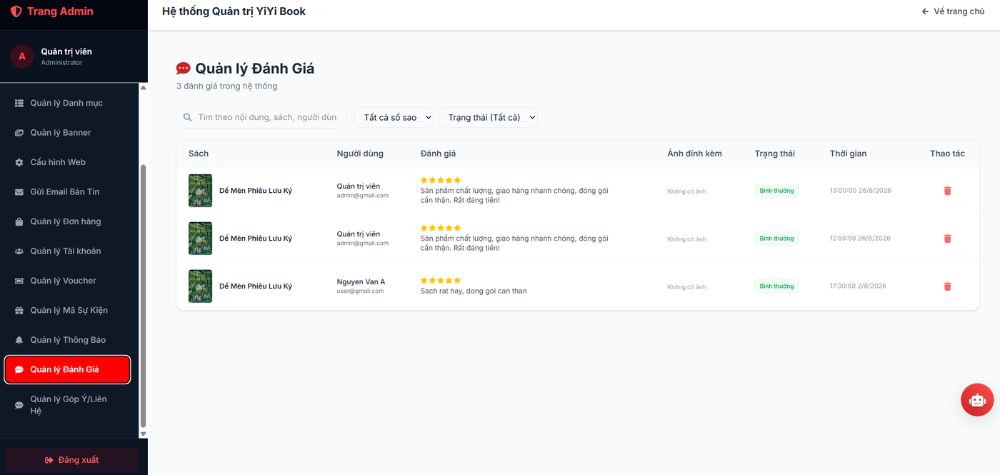 Trang Admin
Hệ thống Quản trị YiYi Book
Về trang chủ
A
Quản trị viên
Administrator
Quản lý Danh mục
Quản lý Banner
Cấu hình Web
Gửi Email Bản Tin
Quản lý Đơn hàng
Quản lý Tài khoản
Quản lý Voucher
Quản lý Mã Sự Kiện
Quản lý Thông Báo
Quản lý Đánh Giá
Quản lý Góp Ý/Liên
Hệ
Đăng xuất
Quản lý Đánh Giá
3 đánh giá trong hệ thống
Tìm theo nội dung, sách, người dùn
Tất cả số sao
Trạng thái (Tất cả)
Sách Người dùng Đánh giá Ảnh đính kèm Trạng thái Thời gian Thao tác
Dế Mèn Phiêu Lưu Ký
Quản trị viên
admin@gmail.com
Sản phẩm chất lượng, giao hàng nhanh chóng, đóng gói
cẩn thận. Rất đáng tiền!
Không có ảnh
Bình thường
13:00:00 26/8/2026
Dế Mèn Phiêu Lưu Ký
Quản trị viên
admin@gmail.com
Sản phẩm chất lượng, giao hàng nhanh chóng, đóng gói
cẩn thận. Rất đáng tiền!
Không có ảnh
Bình thường
12:59:59 26/8/2026
Dế Mèn Phiêu Lưu Ký
Nguyen Van A
user@gmail.com
Sach rat hay, dong goi can than
Không có ảnh
Bình thường
17:30:59 2/8/2026